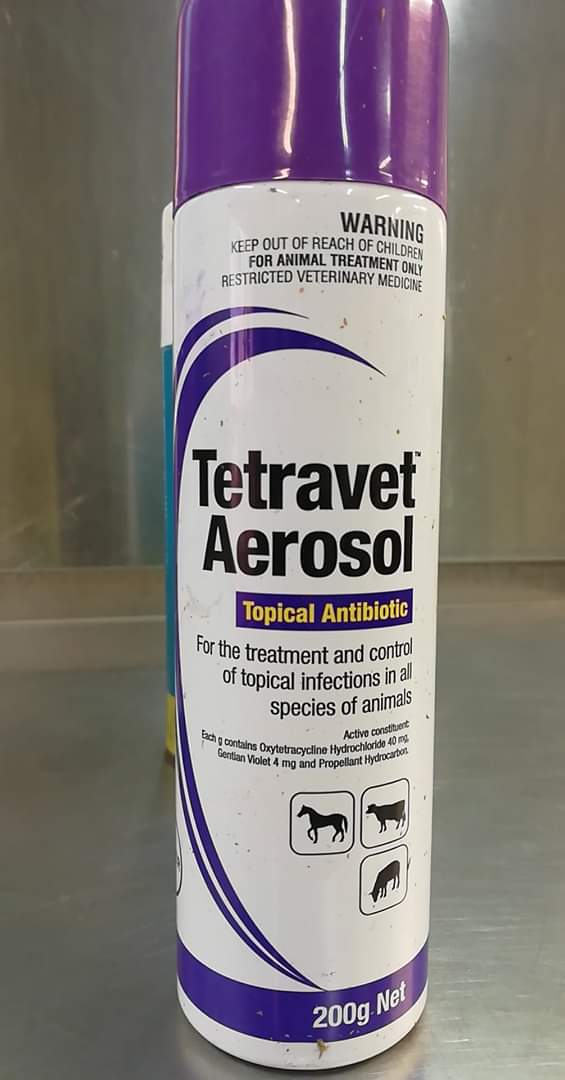 WARNING
KEEP OUT OF REACH OF CHILDREN
FOR ANIMAL TREATMENT ONLY
RESTRICTED VETERINARY MEDICINE
Tetravet™
Aerosol
Topical Antibiotic
For the treatment and control
of topical infections in all
species of animals
Active constituent:
Each g contains Oxytetracycline Hydrochloride 40 mg,
Gentian Violet 4 mg and Propellant Hydrocarbon.
200g Net